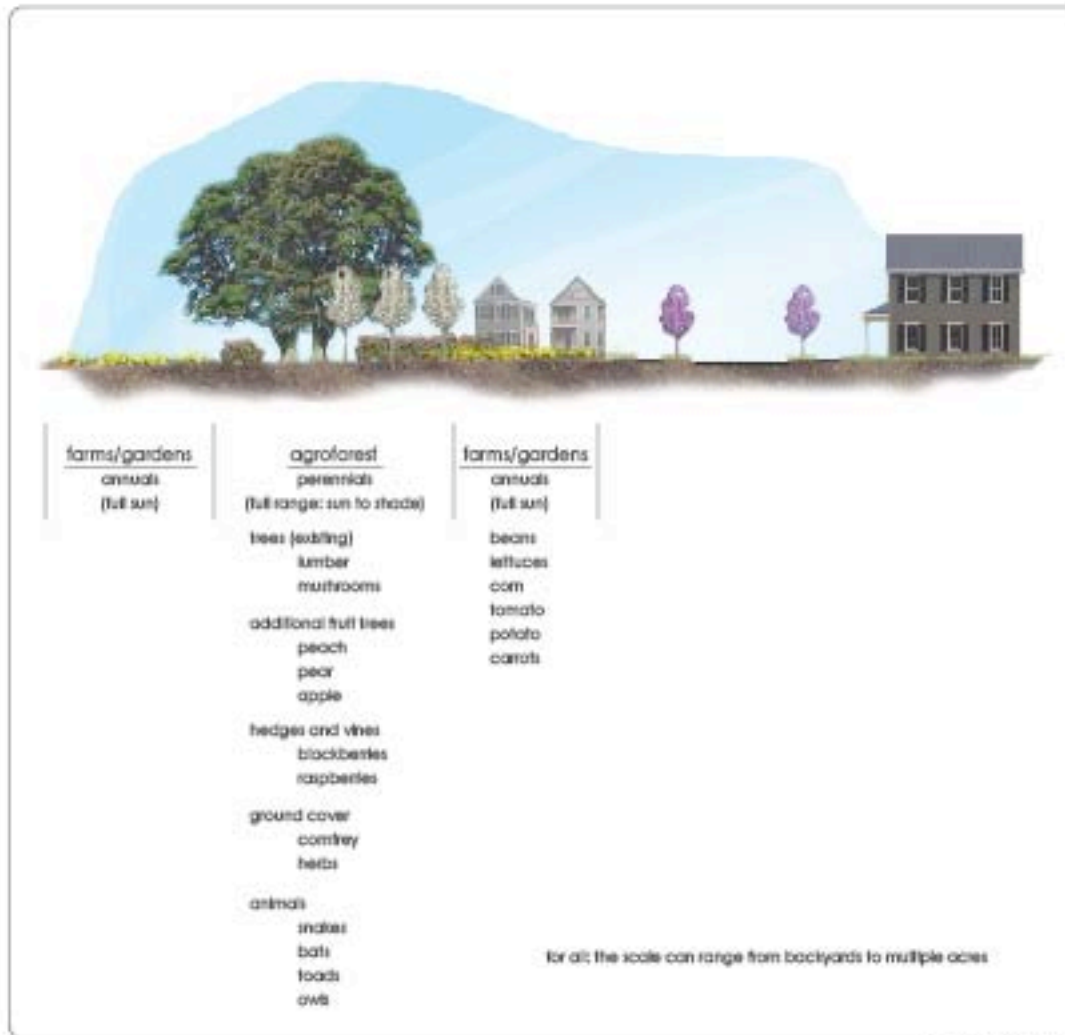 farms/gardens
annuals
(full sun)
agroforest
perennials
(full range: sun to shade)
trees (existing)
lumber
mushrooms
additional fruit trees
peach
pear
apple
hedges and vines
blackberries
raspberries
ground cover
comfrey
herbs
animals
snakes
bats
toads
owls
farms/gardens
annuals
(full sun)
beans
lettuces
corn
tomato
potato
carrots
for all: the scale can range from backyards to multiple acres